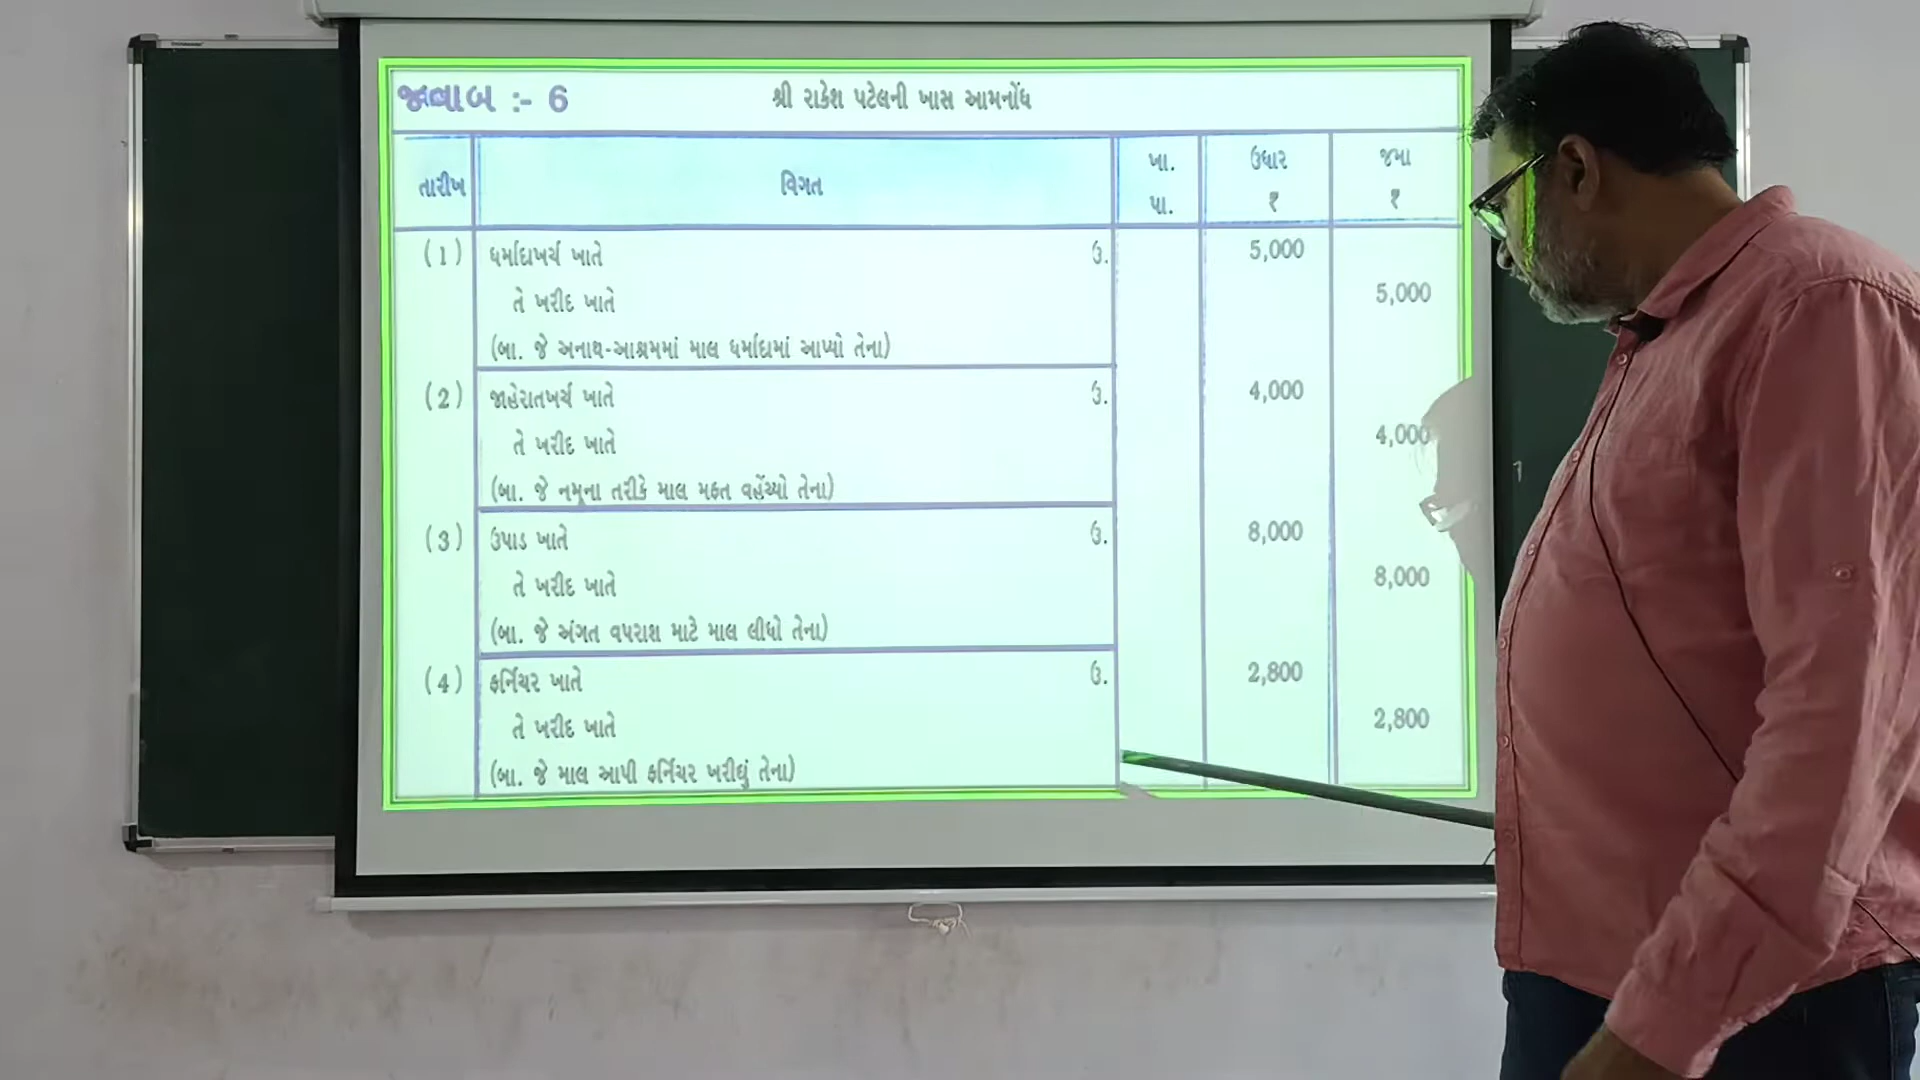 જવાબ :- 6 શ્રી રાકેશ પટેલની ખાસ આમનોંધ
તારીખ વિગત ખા. પા. ઉધાર ₹ જમા ₹
(1) ધર્માદાખર્ચ ખાતે ઉ. 5,000
તે ખરીદ ખાતે 5,000
(બા. જે અનાથ-આશ્રમમાં માલ ધર્માદામાં આપ્યો તેના)
(2) જાહેરાતખર્ચ ખાતે ઉ. 4,000
તે ખરીદ ખાતે 4,000
(બા. જે નમૂના તરીકે માલ મફત વહેંચ્યો તેના)
(3) ઉપાડ ખાતે ઉ. 8,000
તે ખરીદ ખાતે 8,000
(બા. જે અંગત વપરાશ માટે માલ લીધો તેના)
(4) ફર્નિચર ખાતે ઉ. 2,800
તે ખરીદ ખાતે 2,800
(બા. જે માલ આપી ફર્નિચર ખરીદ્યું તેના)